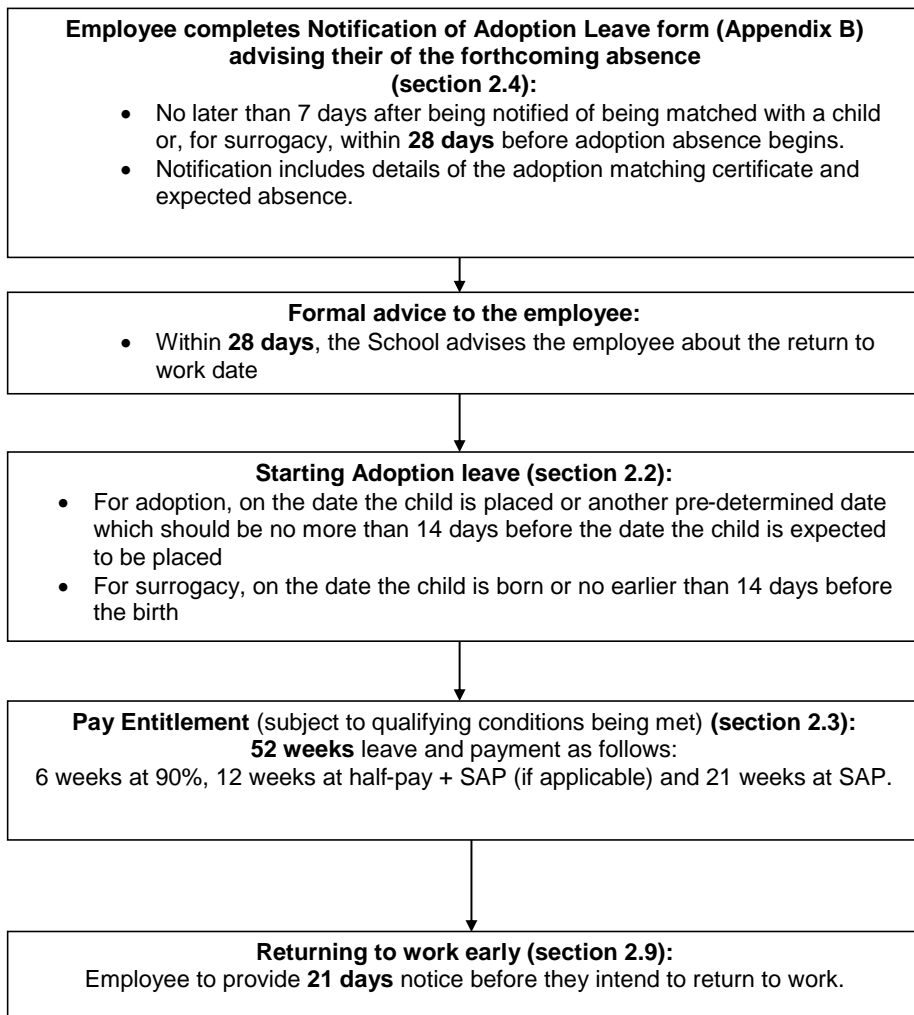 Employee completes Notification of Adoption Leave form (Appendix B)
advising their of the forthcoming absence
(section 2.4):
• No later than 7 days after being notified of being matched with a child
or, for surrogacy, within 28 days before adoption absence begins.
• Notification includes details of the adoption matching certificate and
expected absence.
Formal advice to the employee:
• Within 28 days, the School advises the employee about the return to
work date
Starting Adoption leave (section 2.2):
• For adoption, on the date the child is placed or another pre-determined date
which should be no more than 14 days before the date the child is expected
to be placed
• For surrogacy, on the date the child is born or no earlier than 14 days before
the birth
Pay Entitlement (subject to qualifying conditions being met) (section 2.3):
52 weeks leave and payment as follows:
6 weeks at 90%, 12 weeks at half-pay + SAP (if applicable) and 21 weeks at SAP.
Returning to work early (section 2.9):
Employee to provide 21 days notice before they intend to return to work.